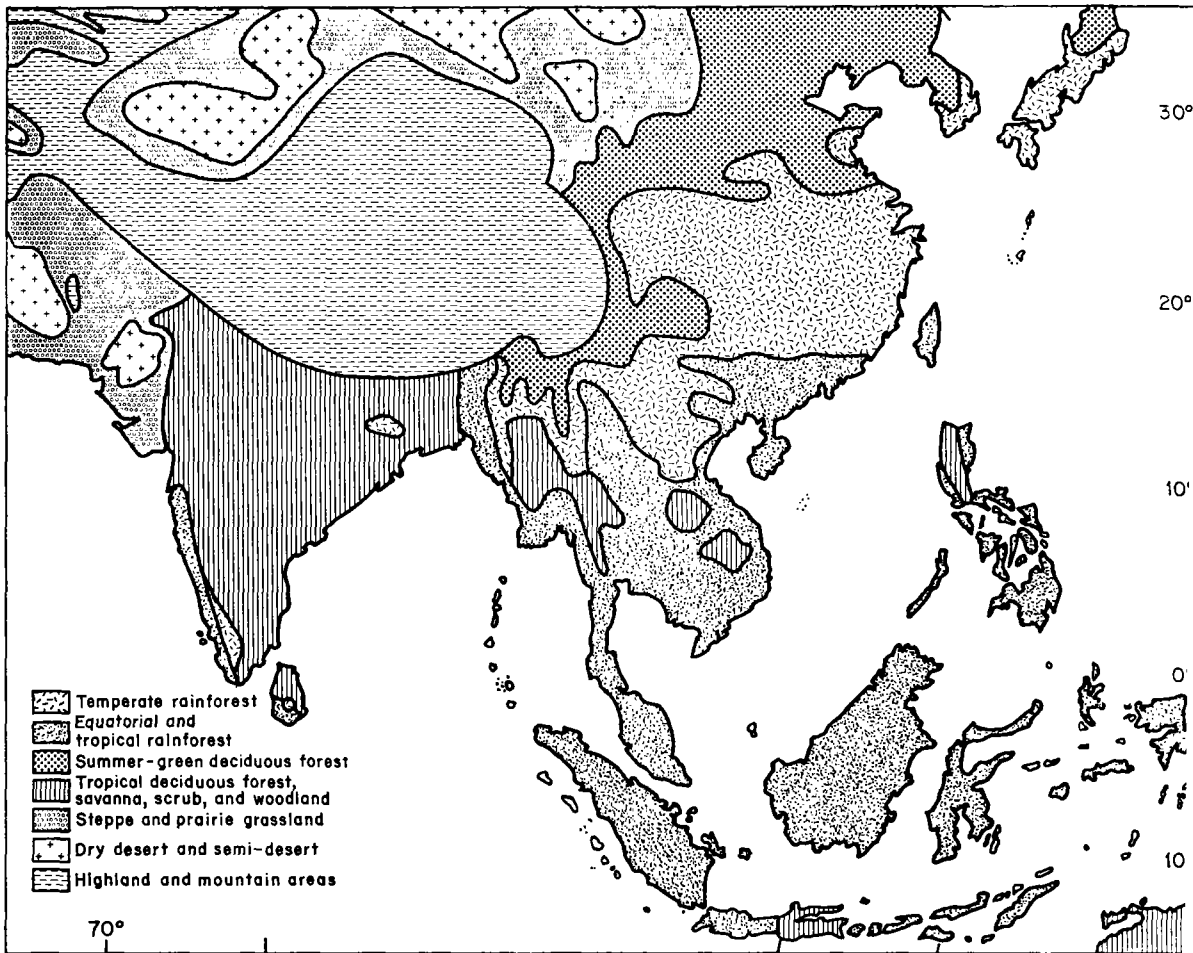 30°
20°
10'
0'
10
Temperate rainforest
Equatorial and
tropical rainforest
Summer-green deciduous forest
Tropical deciduous forest,
savanna, scrub, and woodland
Steppe and prairie grassland
Dry desert and semi-desert
Highland and mountain areas
70°